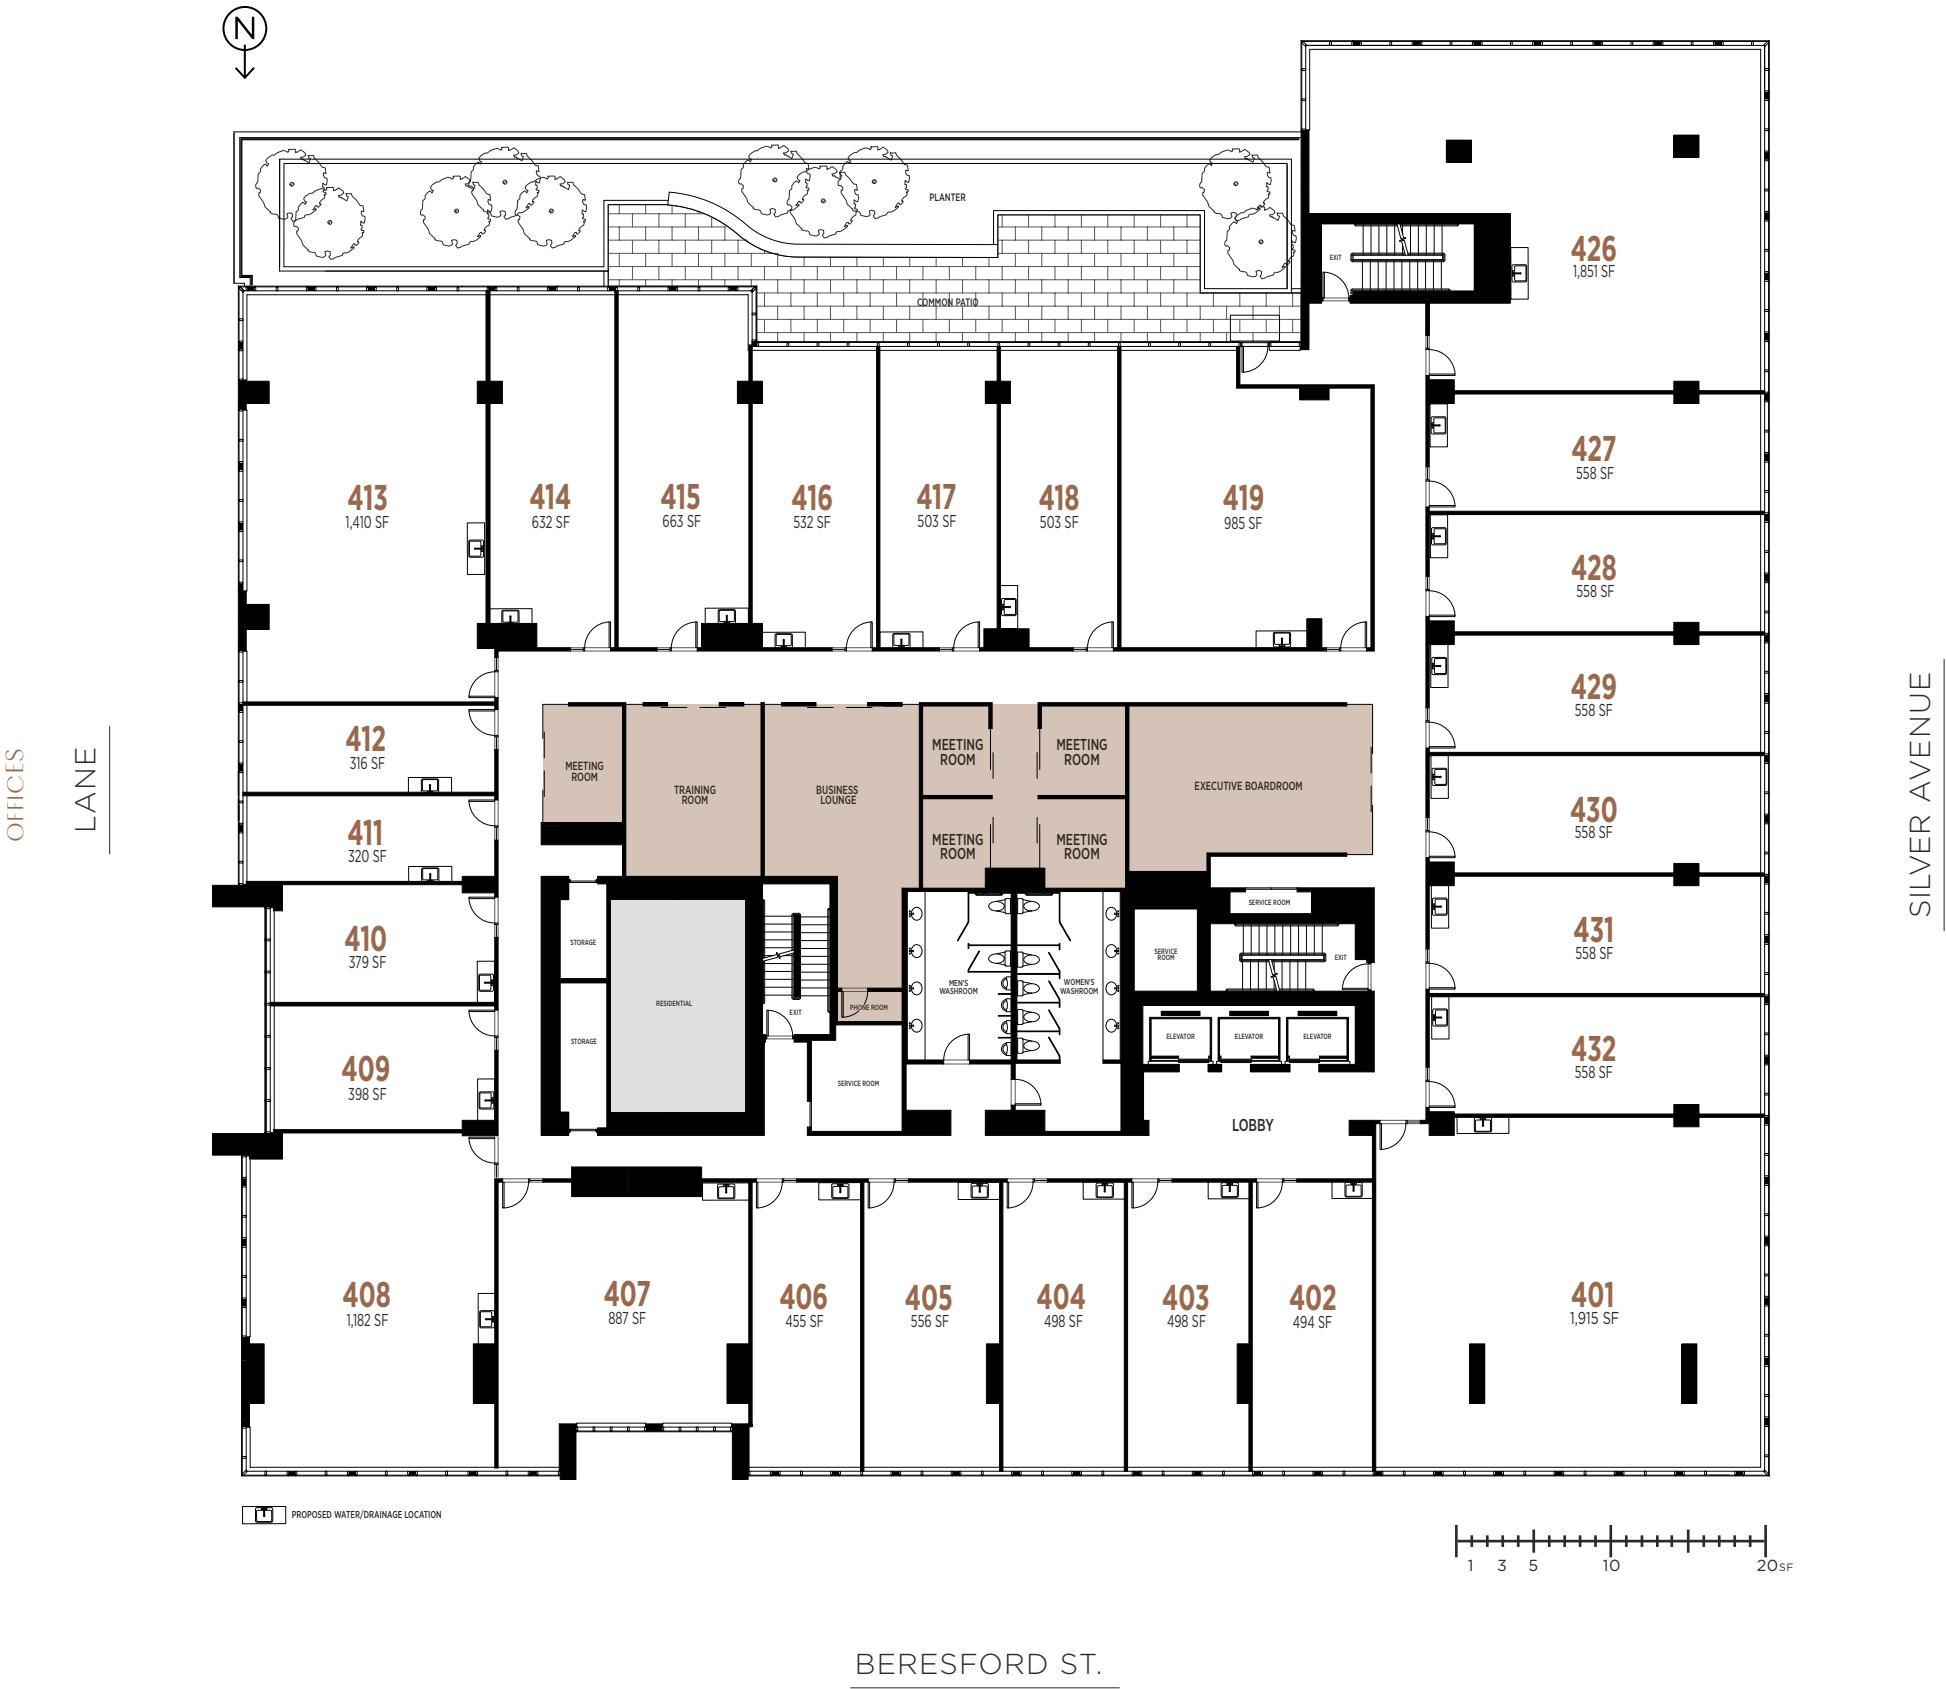 N
PLANTER
COMMON PATIO
EXIT
426
1,851 SF
427
558 SF
428
558 SF
429
558 SF
430
558 SF
431
558 SF
432
558 SF
413
1,410 SF
414
632 SF
415
663 SF
416
532 SF
417
503 SF
418
503 SF
419
985 SF
412
316 SF
411
320 SF
410
379 SF
409
398 SF
MEETING
ROOM
TRAINING
ROOM
BUSINESS
LOUNGE
MEETING
ROOM
MEETING
ROOM
MEETING
ROOM
MEETING
ROOM
EXECUTIVE BOARDROOM
STORAGE
STORAGE
RESIDENTIAL
EXIT
PHONE ROOM
SERVICE ROOM
MEN'S
WASHROOM
WOMEN'S
WASHROOM
SERVICE
ROOM
SERVICE ROOM
EXIT
ELEVATOR
ELEVATOR
ELEVATOR
LOBBY
408
1,182 SF
407
887 SF
406
455 SF
405
556 SF
404
498 SF
403
498 SF
402
494 SF
401
1,915 SF
OFFICES
LANE
SILVER AVENUE
PROPOSED WATER/DRAINAGE LOCATION
1 3 5 10 20 SF
BERESFORD ST.